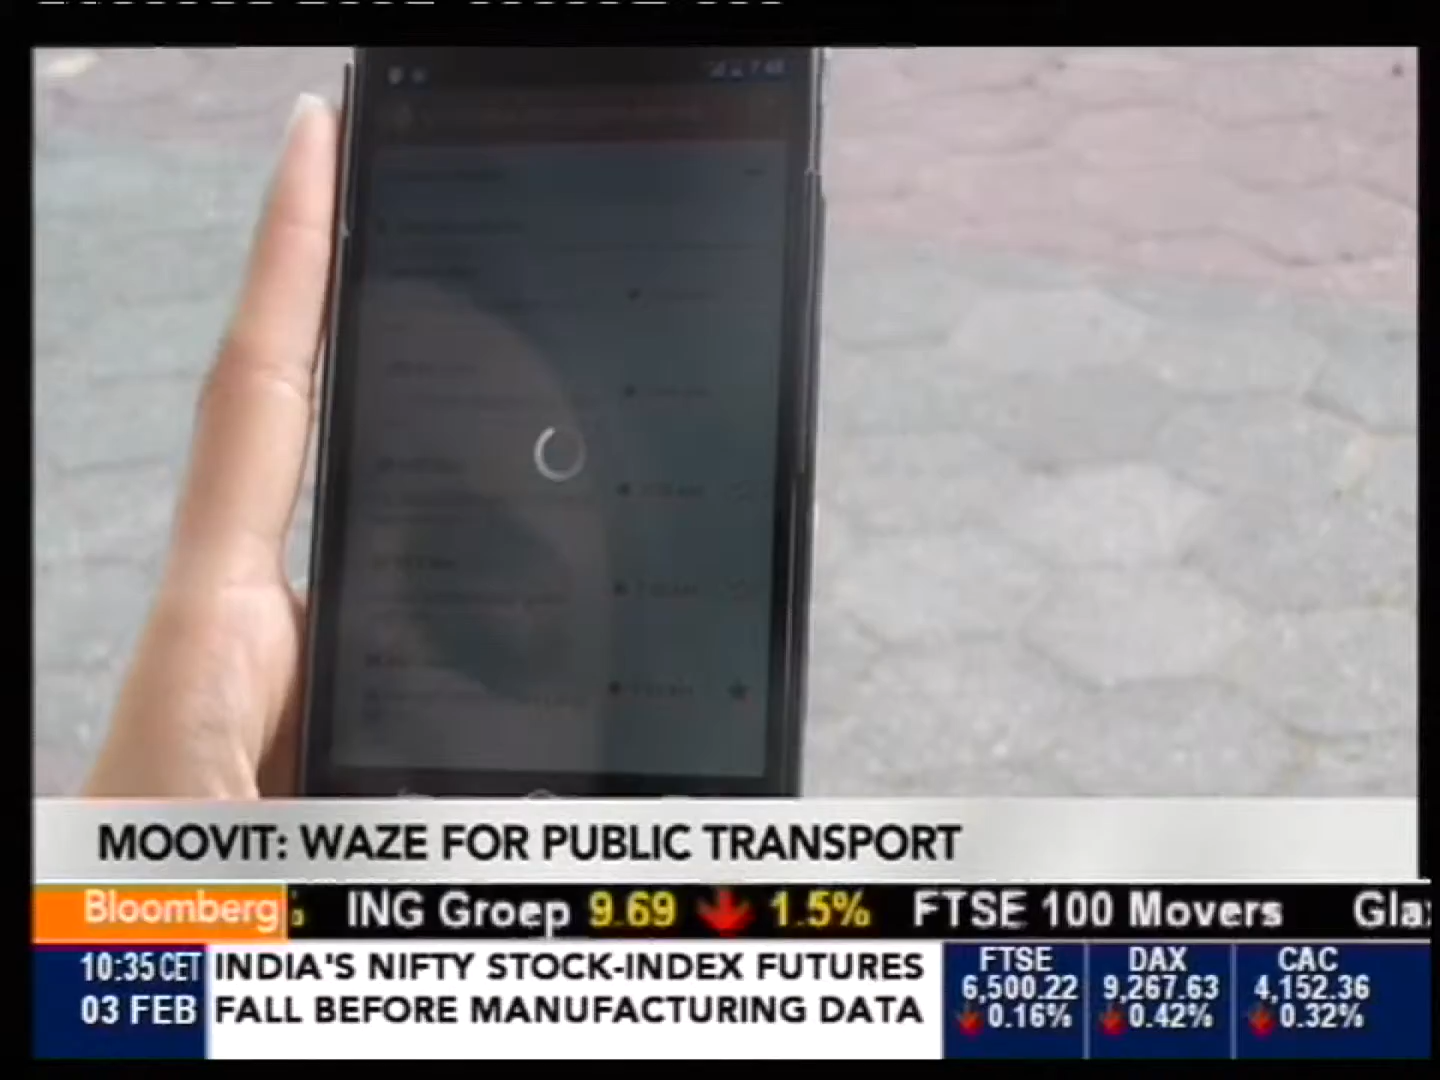 MOOVIT: WAZE FOR PUBLIC TRANSPORT
Bloomberg
ING Groep 9.69 1.5% FTSE 100 Movers
10:35 CET
03 FEB
INDIA'S NIFTY STOCK-INDEX FUTURES
FALL BEFORE MANUFACTURING DATA
FTSE
6,500.22
0.16%
DAX
9,267.63
0.42%
CAC
4,152.36
0.32%